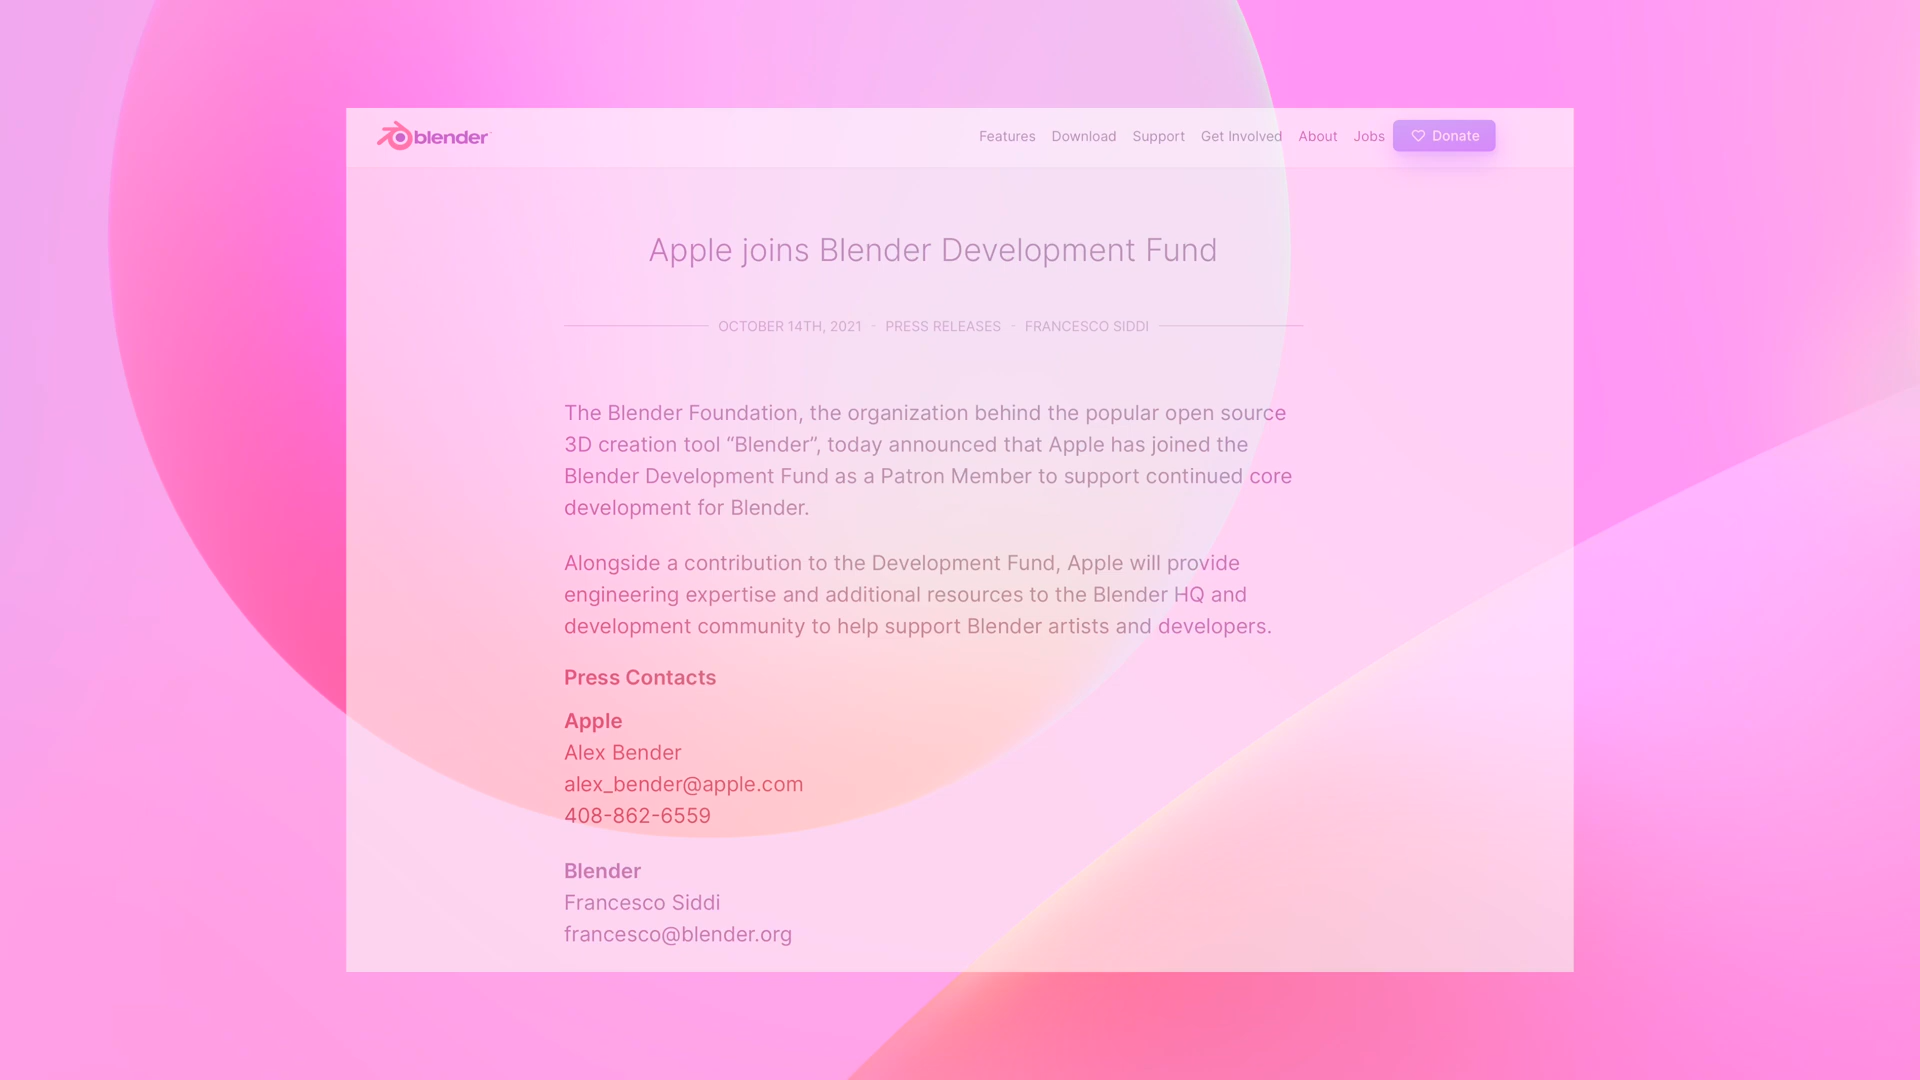 blender
Features Download Support Get Involved About Jobs Donate
Apple joins Blender Development Fund
OCTOBER 14TH, 2021 - PRESS RELEASES - FRANCESCO SIDDI
The Blender Foundation, the organization behind the popular open source
3D creation tool “Blender”, today announced that Apple has joined the
Blender Development Fund as a Patron Member to support continued core
development for Blender.
Alongside a contribution to the Development Fund, Apple will provide
engineering expertise and additional resources to the Blender HQ and
development community to help support Blender artists and developers.
Press Contacts
Apple
Alex Bender
alex_bender@apple.com
408-862-6559
Blender
Francesco Siddi
francesco@blender.org